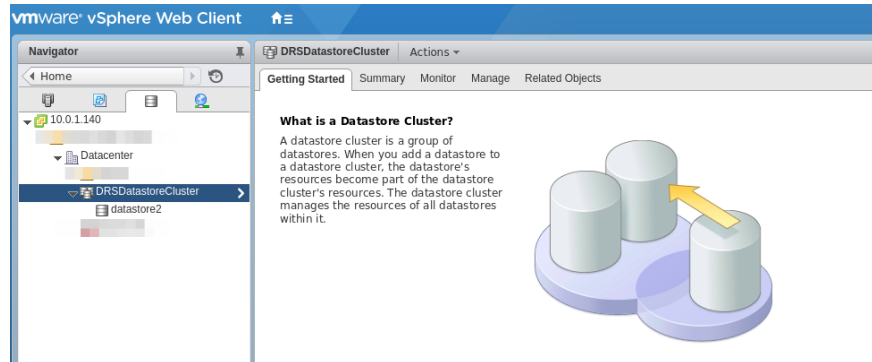 vmware® vSphere Web Client
Navigator
DRSDatastoreCluster Actions
Home
Getting Started Summary Monitor Manage Related Objects
10.0.1.140
Datacenter
DRSDatastoreCluster
datastore2
What is a Datastore Cluster?
A datastore cluster is a group of
datastores. When you add a datastore to
a datastore cluster, the datastore's
resources become part of the datastore
cluster's resources. The datastore cluster
manages the resources of all datastores
within it.